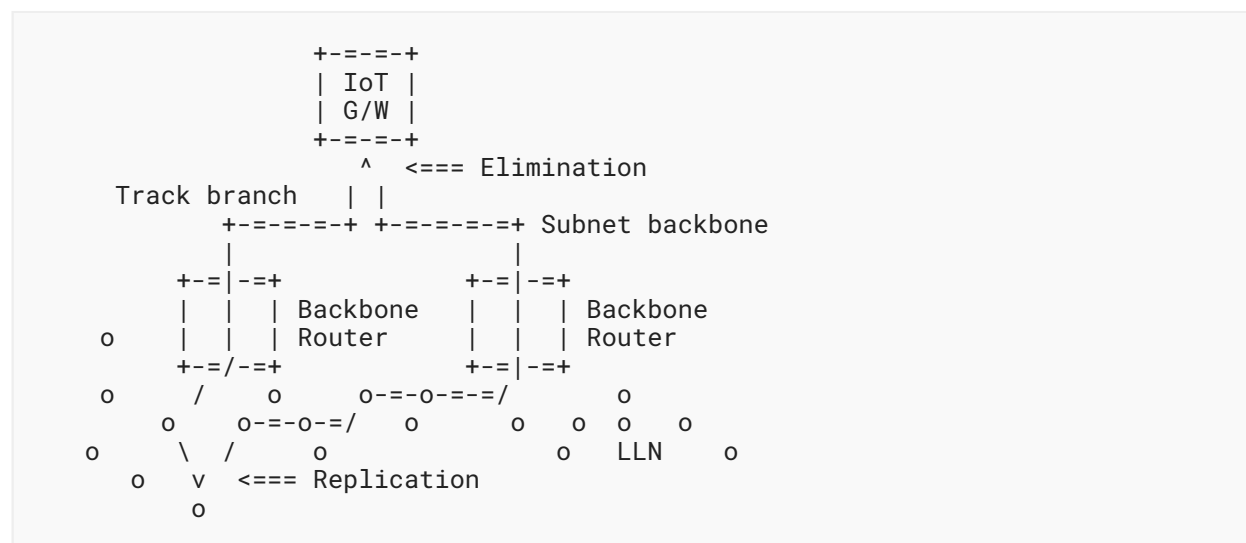 +-=-=-+
                  | IoT |
                  | G/W |
                  +-=-=-+
                     ^  <=== Elimination
     Track branch   | |
            +-=-=-=-+ +-=-=-=-=+ Subnet backbone
            |                  |
         +-=|-=+            +-=|-=+
         |  |  | Backbone   |  |  | Backbone
    o    |  |  | Router     |  |  | Router
         +-=/-=+            +-=|-=+
    o     /    o     o-=-o-=-=/       o
        o    o-=-o-=/   o      o   o  o   o
   o     \  /     o               o   LLN    o
      o   v  <=== Replication
          o